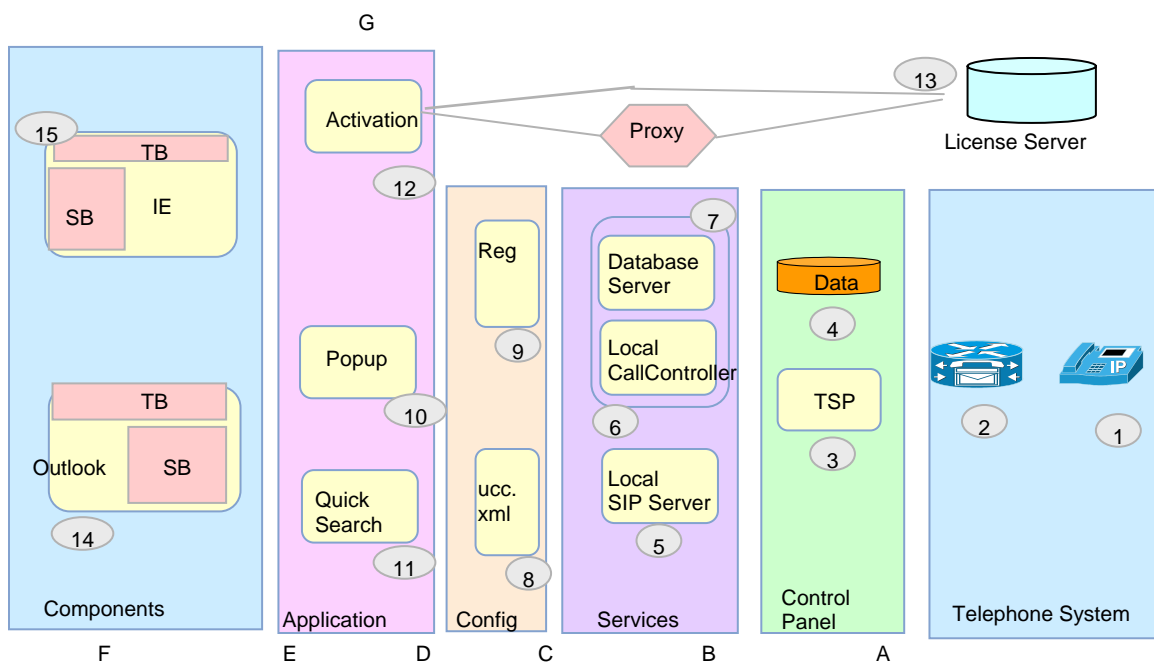 G
13
Activation
Proxy
License Server
15
TB
SB
IE
12
7
Reg
Database
Server
Data
4
9
Local
CallController
Popup
10
6
TSP
3
IP
2
1
TB
Outlook
SB
14
Quick
Search
11
ucc.
xml
8
Local
SIP Server
5
Components
Application
Config
Services
Control
Panel
Telephone System
F
E
D
C
B
A